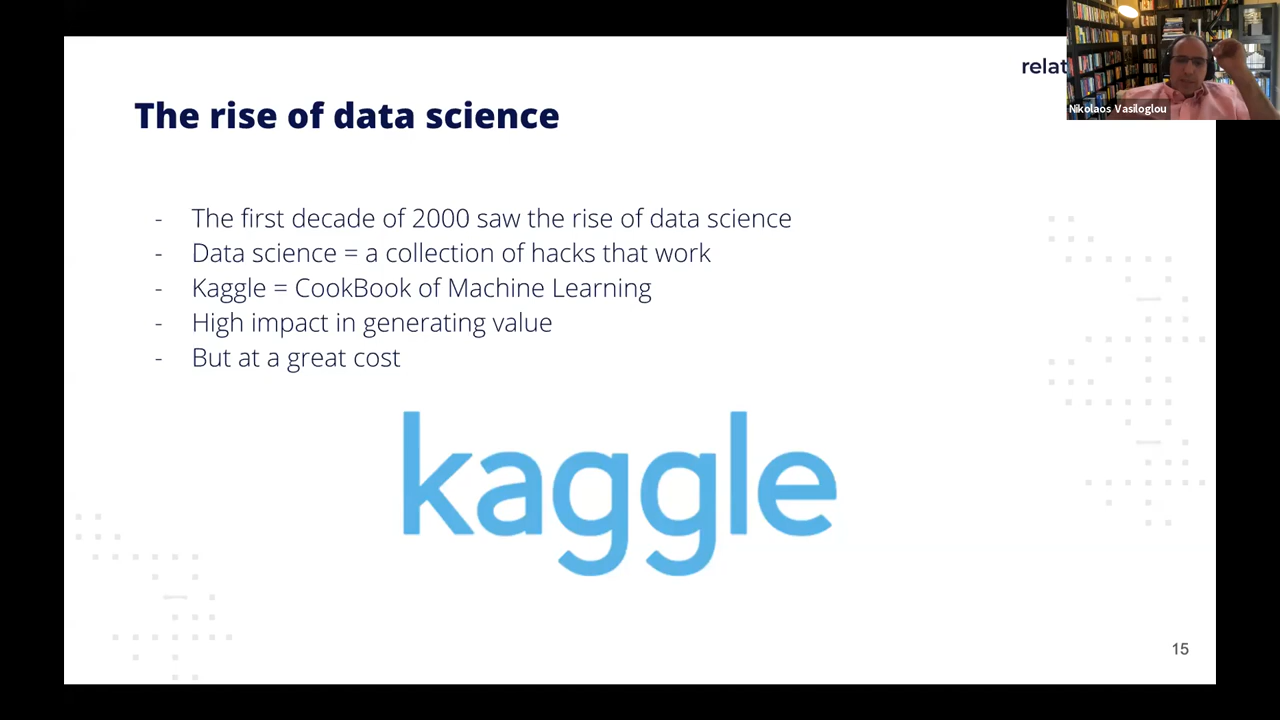 relat
Nikolaos Vasiloglou
The rise of data science
- The first decade of 2000 saw the rise of data science
- Data science = a collection of hacks that work
- Kaggle = CookBook of Machine Learning
- High impact in generating value
- But at a great cost
kaggle
15